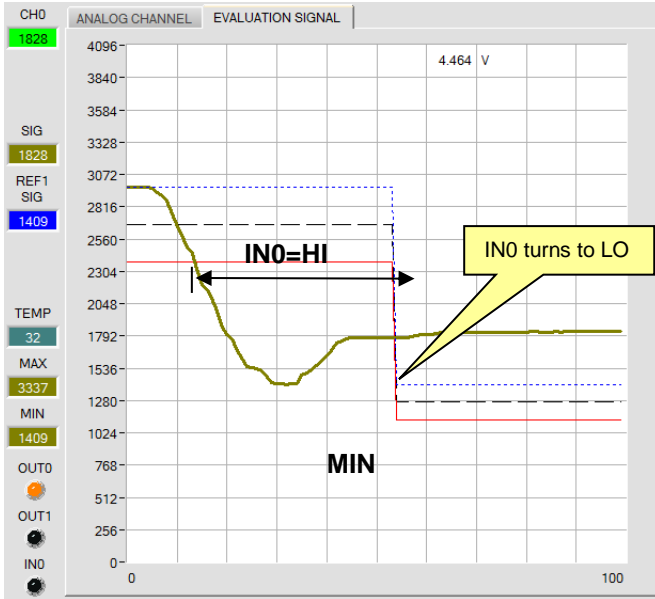 CH0
1828
SIG
1828
REF1
SIG
1409
TEMP
32
MAX
3337
MIN
1409
OUT0
OUT1
IN0
ANALOG CHANNEL
EVALUATION SIGNAL
4.464 V
4096
3840
3584
3328
3072
2816
2560
2304
2048
1792
1536
1280
1024
768
512
256
0
0
100
IN0=HI
IN0 turns to LO
MIN